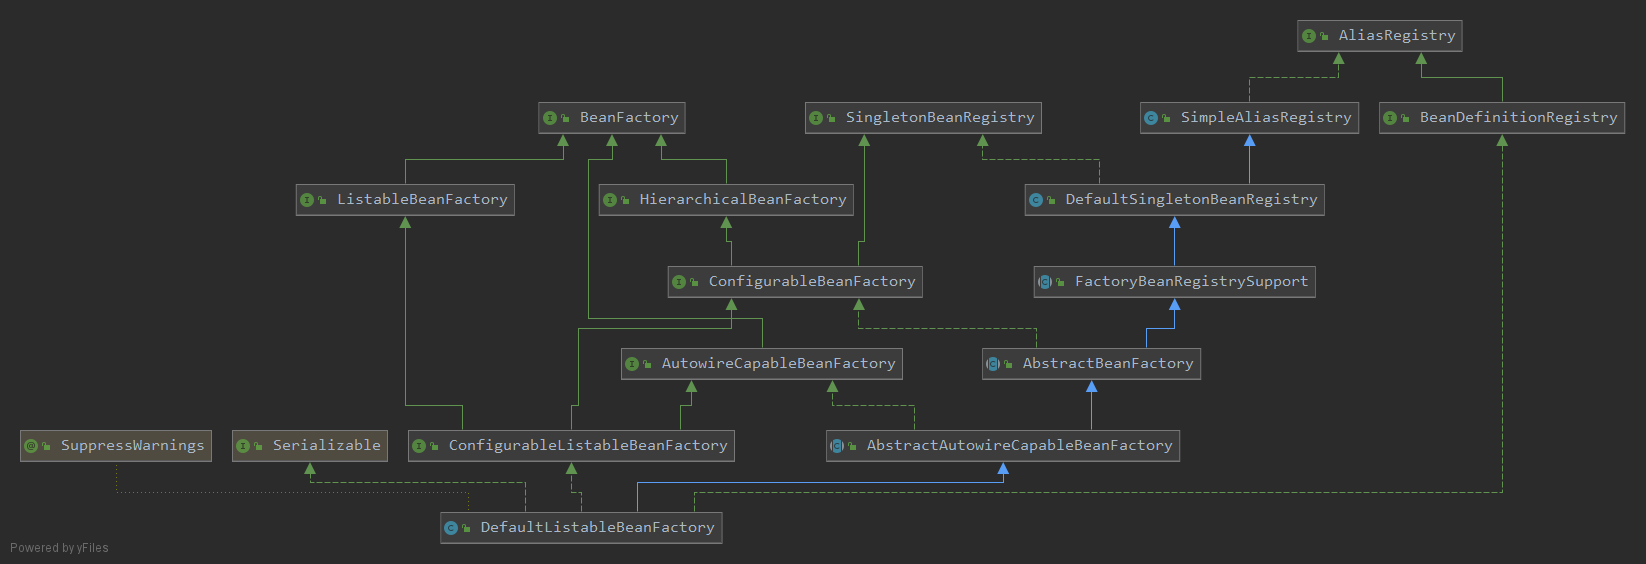 AliasRegistry
BeanFactory
SingletonBeanRegistry
SimpleAliasRegistry
BeanDefinitionRegistry
ListableBeanFactory
HierarchicalBeanFactory
DefaultSingletonBeanRegistry
ConfigurableBeanFactory
FactoryBeanRegistrySupport
AutowireCapableBeanFactory
AbstractBeanFactory
SuppressWarnings
Serializable
ConfigurableListableBeanFactory
AbstractAutowireCapableBeanFactory
DefaultListableBeanFactory
Powered by yFiles